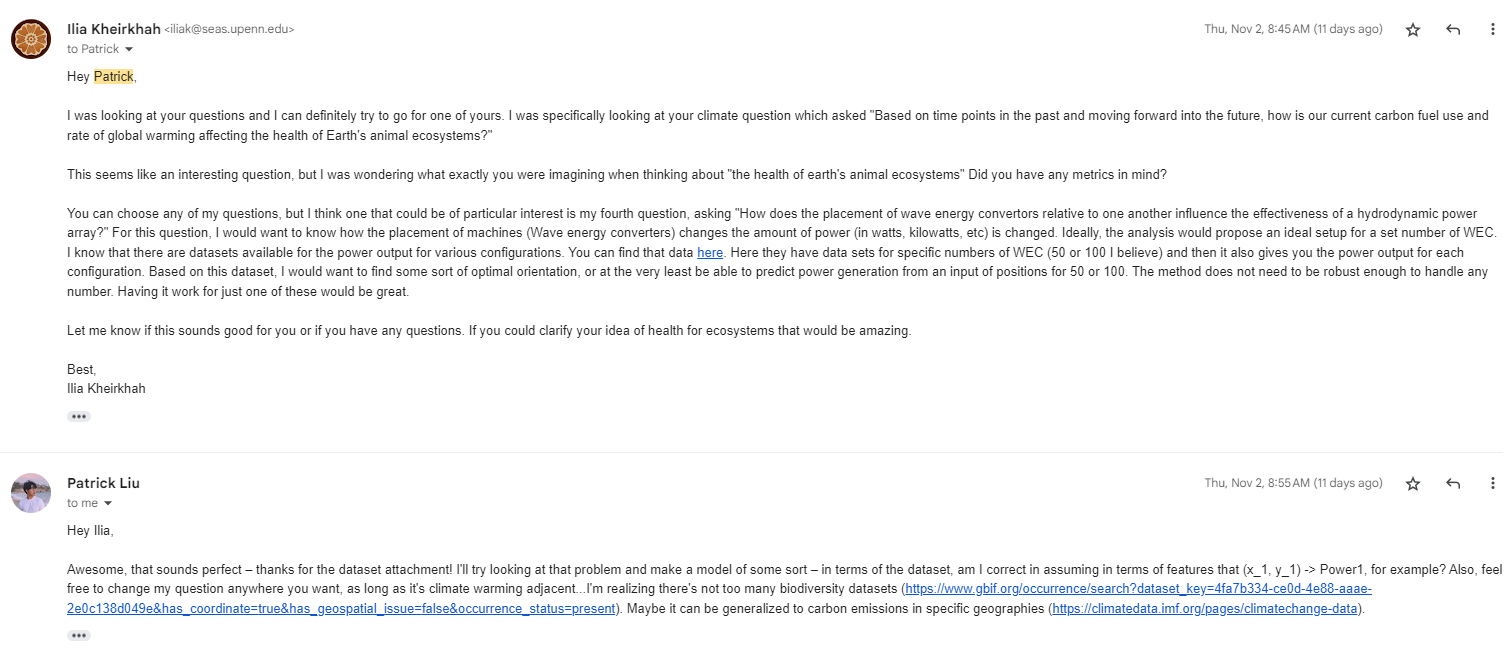 Ilia Kheirkhah <iliak@seas.upenn.edu>
Thu, Nov 2, 8:45 AM (11 days ago)
to Patrick
Hey Patrick,
I was looking at your questions and I can definitely try to go for one of yours. I was specifically looking at your climate question which asked "Based on time points in the past and moving forward into the future, how is our current carbon fuel use and
rate of global warming affecting the health of Earth's animal ecosystems?"
This seems like an interesting question, but I was wondering what exactly you were imagining when thinking about "the health of earth's animal ecosystems" Did you have any metrics in mind?
You can choose any of my questions, but I think one that could be of particular interest is my fourth question, asking "How does the placement of wave energy convertors relative to one another influence the effectiveness of a hydrodynamic power
array?" For this question, I would want to know how the placement of machines (Wave energy converters) changes the amount of power (in watts, kilowatts, etc) is changed. Ideally, the analysis would propose an ideal setup for a set number of WEC.
I know that there are datasets available for the power output for various configurations. You can find that data here. Here they have data sets for specific numbers of WEC (50 or 100 I believe) and then it also gives you the power output for each
configuration. Based on this dataset, I would want to find some sort of optimal orientation, or at the very least be able to predict power generation from an input of positions for 50 or 100. The method does not need to be robust enough to handle any
number. Having it work for just one of these would be great.
Let me know if this sounds good for you or if you have any questions. If you could clarify your idea of health for ecosystems that would be amazing.
Best,
Ilia Kheirkhah
Patrick Liu
Thu, Nov 2, 8:55 AM (11 days ago)
to me
Hey Ilia,
Awesome, that sounds perfect – thanks for the dataset attachment! I'll try looking at that problem and make a model of some sort – in terms of the dataset, am I correct in assuming in terms of features that (x_1, y_1) -> Power1, for example? Also, feel
free to change my question anywhere you want, as long as it's climate warming adjacent...I'm realizing there's not too many biodiversity datasets (https://www.gbif.org/occurrence/search?dataset_key=4fa7b334-ce0d-4e88-aaae-
2e0c138d049e&has_coordinate=true&has_geospatial_issue=false&occurrence_status=present). Maybe it can be generalized to carbon emissions in specific geographies (https://climatedata.imf.org/pages/climatechange-data).